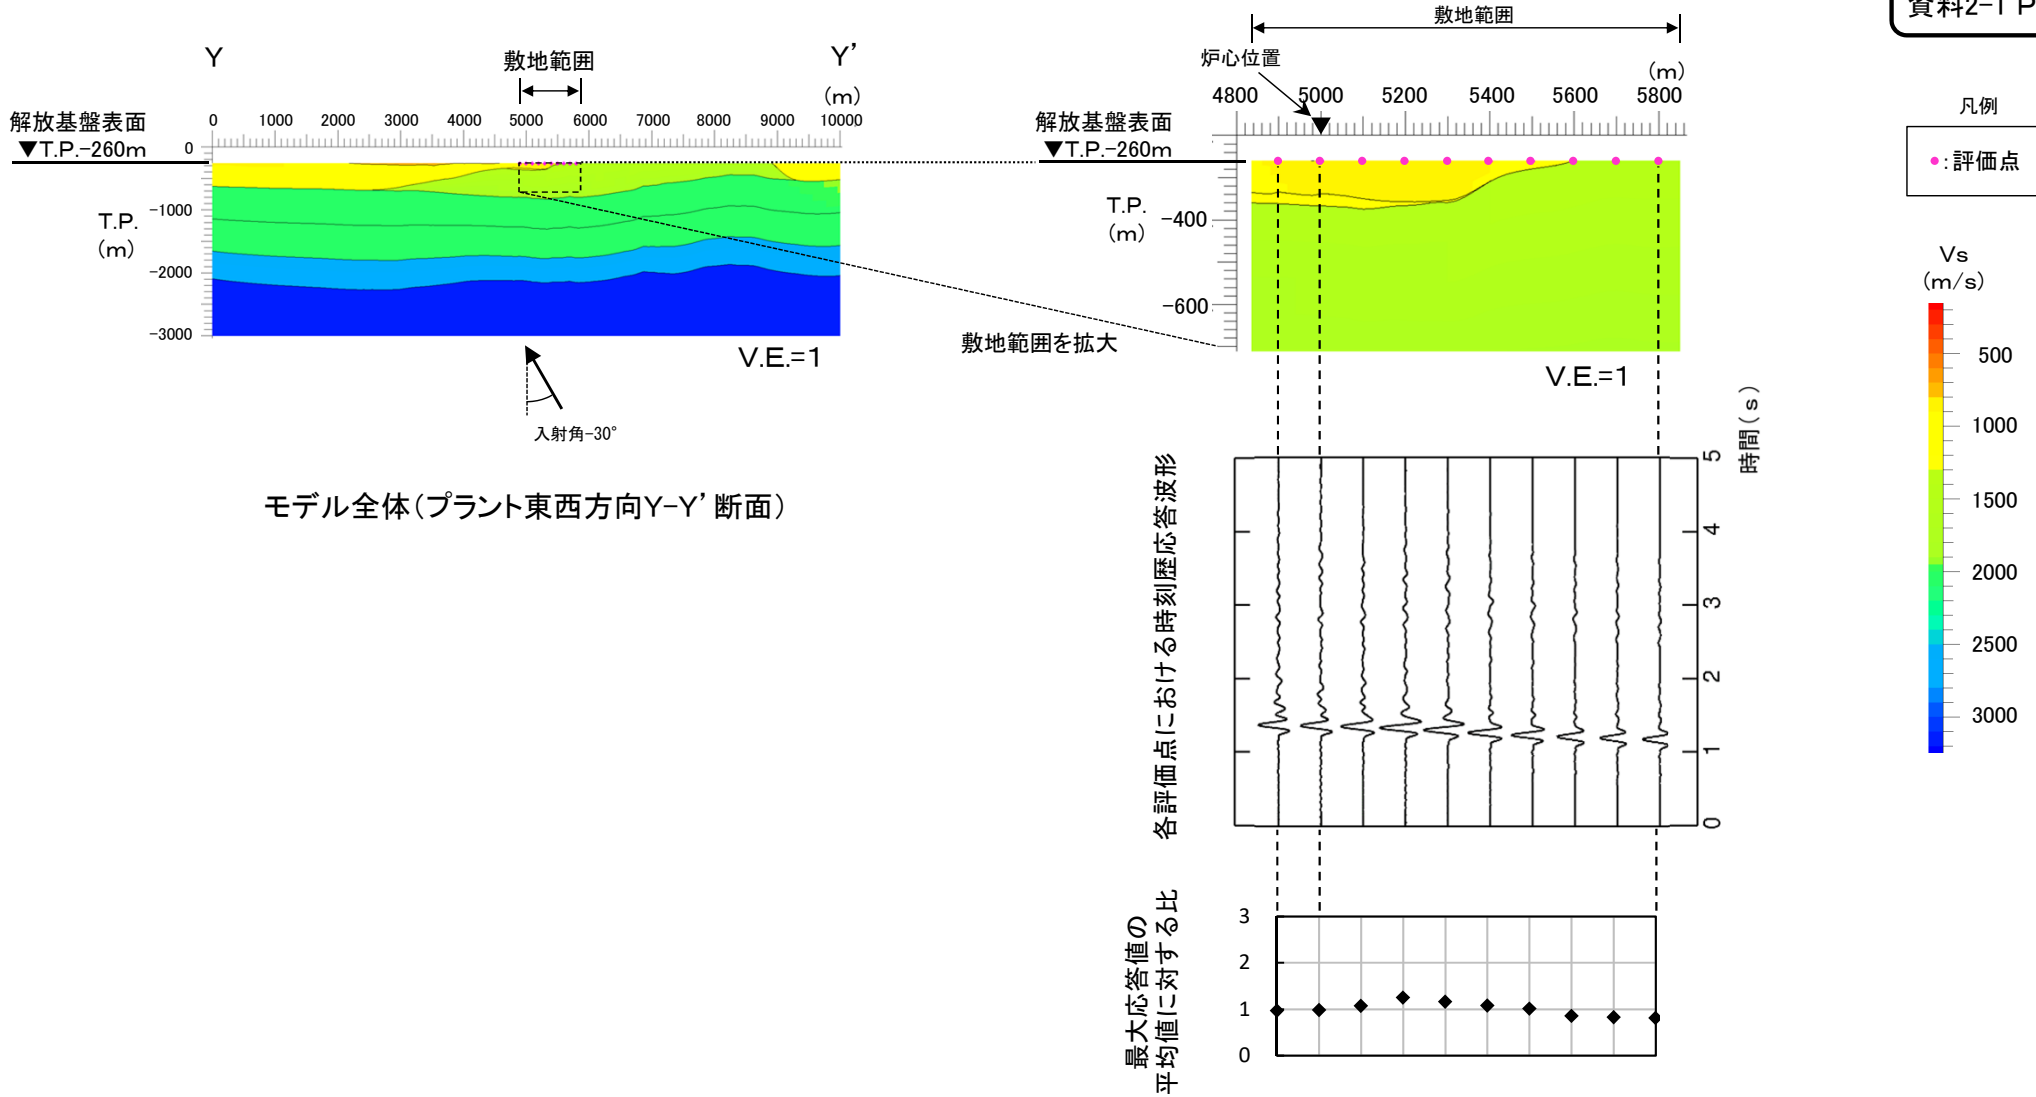 資料2-1 P
Y
敷地範囲
Y’
(m)
解放基盤表面
▼T.P.-260m
0 1000 2000 3000 4000 5000 6000 7000 8000 9000 10000
0
T.P.
(m)
-1000
-2000
-3000
V.E.=1
入射角-30°
モデル全体(プラント東西方向Y-Y’断面)
敷地範囲を拡大
敷地範囲
炉心位置
(m)
4800 5000 5200 5400 5600 5800
解放基盤表面
▼T.P.-260m
T.P.
(m)
-400
-600
V.E.=1
凡例
●:評価点
Vs
(m/s)
500
1000
1500
2000
2500
3000
各評価点における時刻歴応答波形
時間(s)
5
4
3
2
1
0
最大応答値の
平均値に対する比
3
2
1
0